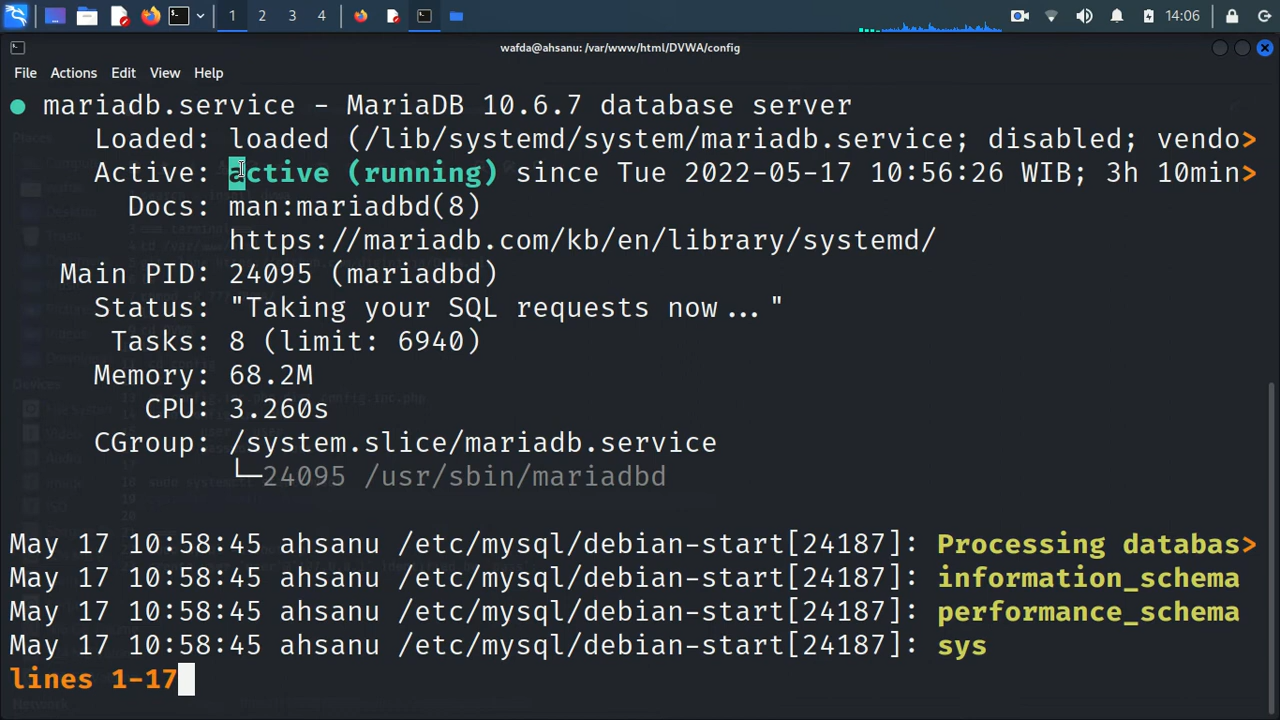 1 2 3 4 14:06
wafda@ahsanu: /var/www/html/DVWA/config
File Actions Edit View Help
● mariadb.service - MariaDB 10.6.7 database server
Loaded: loaded (/lib/systemd/system/mariadb.service; disabled; vendo>
Active: active (running) since Tue 2022-05-17 10:56:26 WIB; 3h 10min>
Docs: man:mariadbd(8)
https://mariadb.com/kb/en/library/systemd/
Main PID: 24095 (mariadbd)
Status: "Taking your SQL requests now..."
Tasks: 8 (limit: 6940)
Memory: 68.2M
CPU: 3.260s
CGroup: /system.slice/mariadb.service
└─24095 /usr/sbin/mariadbd
May 17 10:58:45 ahsanu /etc/mysql/debian-start[24187]: Processing databas>
May 17 10:58:45 ahsanu /etc/mysql/debian-start[24187]: information_schema
May 17 10:58:45 ahsanu /etc/mysql/debian-start[24187]: performance_schema
May 17 10:58:45 ahsanu /etc/mysql/debian-start[24187]: sys
lines 1-17